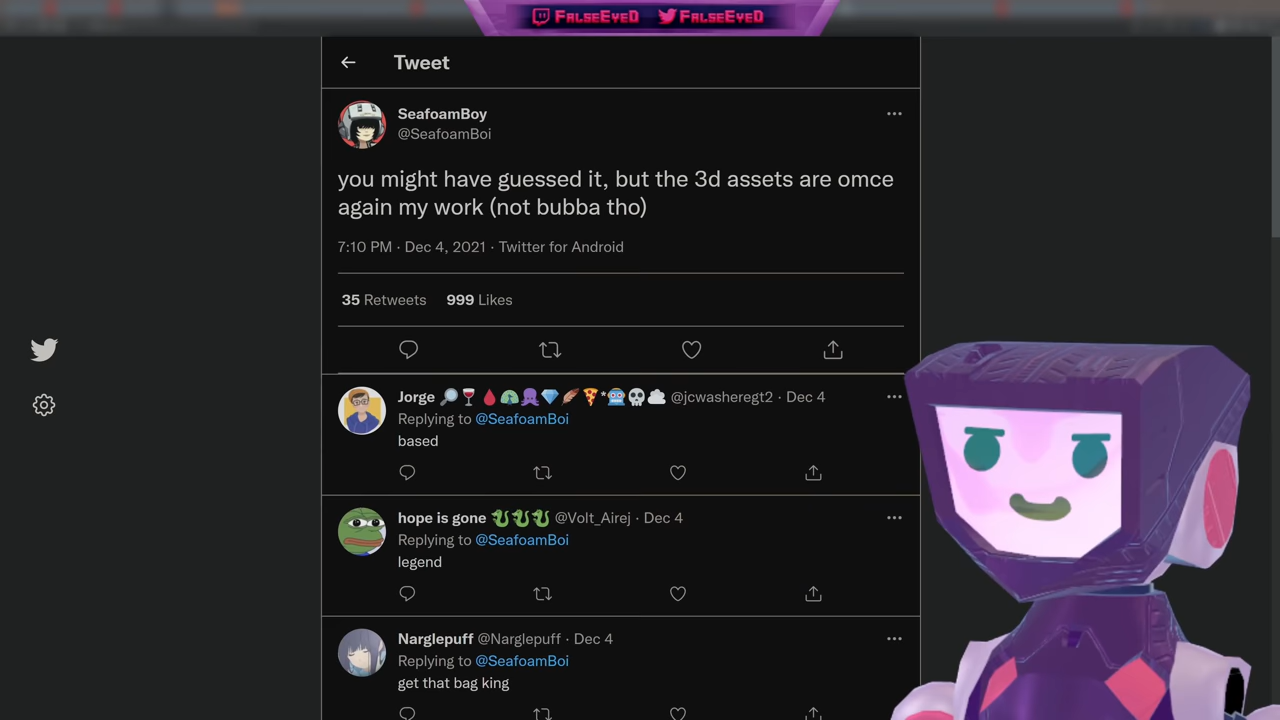 FalseEyeD FalseEyeD
Tweet
SeafoamBoy
@SeafoamBoi
you might have guessed it, but the 3d assets are omce
again my work (not bubba tho)
7:10 PM · Dec 4, 2021 · Twitter for Android
35 Retweets 999 Likes
Jorge 🔎🍷🩸🦚🐙💎🪶🍕*🤖💀☁️ @jcwasheregt2 · Dec 4
Replying to @SeafoamBoi
based
hope is gone 🐍🐍🐍 @Volt_Airej · Dec 4
Replying to @SeafoamBoi
legend
Narglepuff @Narglepuff · Dec 4
Replying to @SeafoamBoi
get that bag king